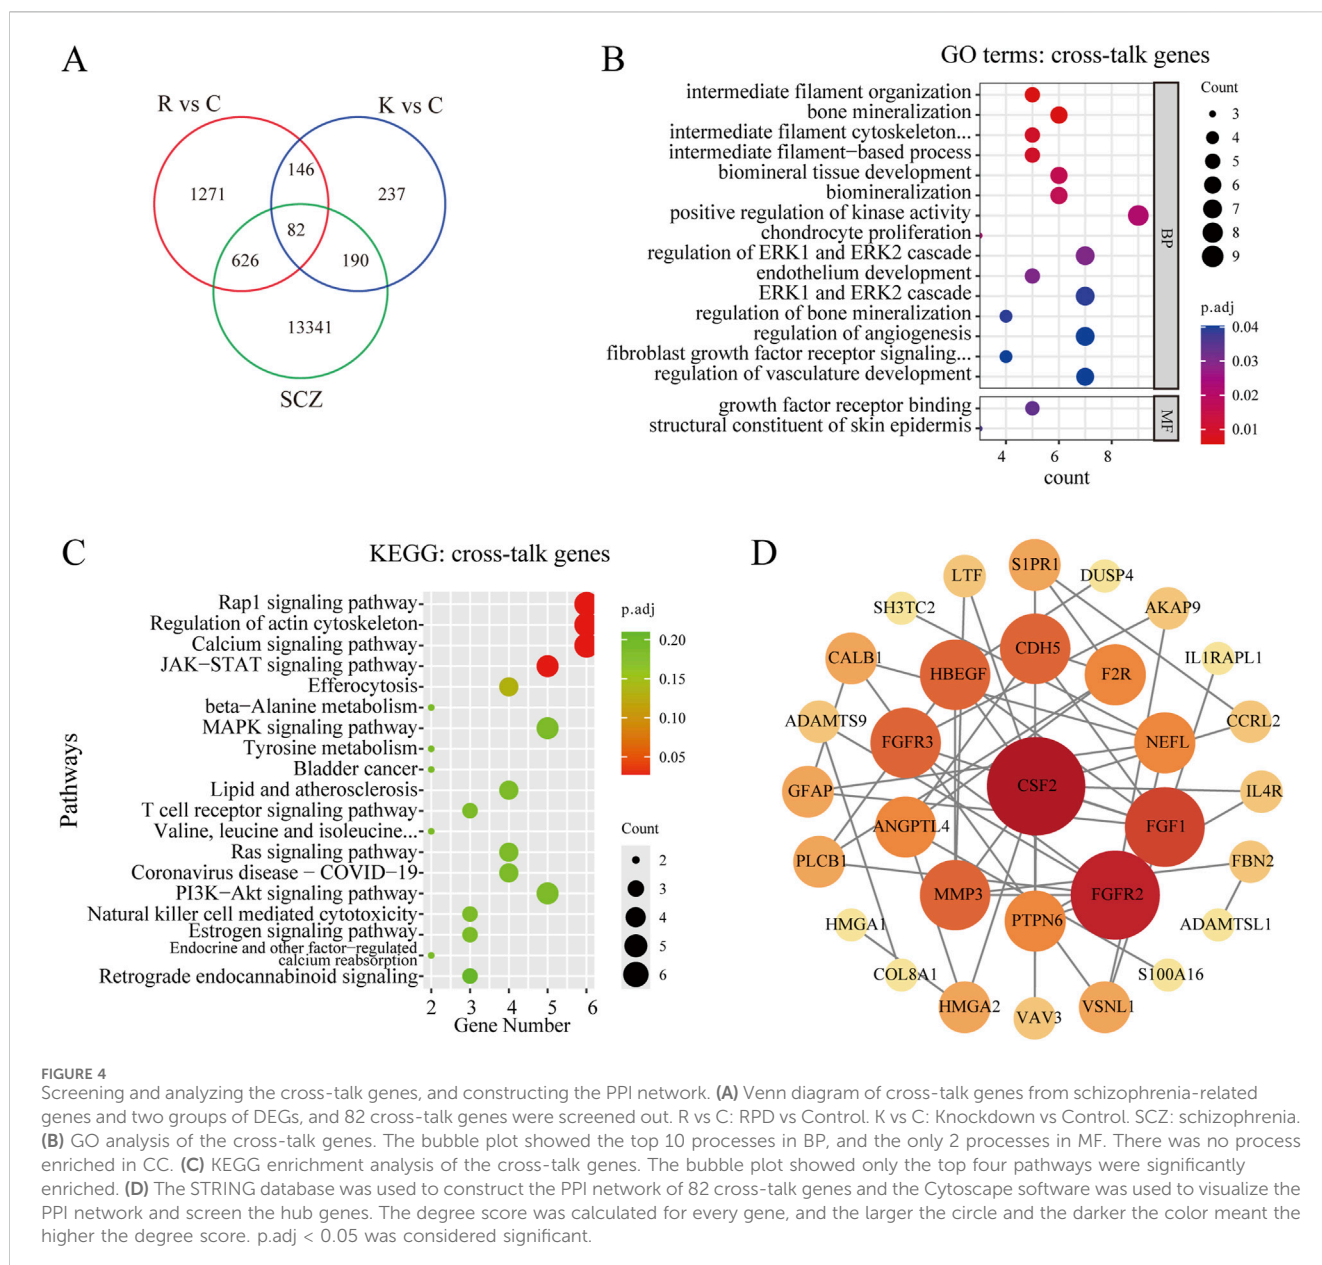 A
R vs C
K vs C
146
1271
237
82
626
190
13341
SCZ
B
GO terms: cross-talk genes
intermediate filament organization
bone mineralization
intermediate filament cytoskeleton...
intermediate filament−based process
biomineral tissue development
biomineralization
positive regulation of kinase activity
chondrocyte proliferation
regulation of ERK1 and ERK2 cascade
endothelium development
ERK1 and ERK2 cascade
regulation of bone mineralization
regulation of angiogenesis
fibroblast growth factor receptor signaling...
regulation of vasculature development
growth factor receptor binding
structural constituent of skin epidermis
BP
MF
4
6
8
count
Count
3
4
5
6
7
8
9
p.adj
0.04
0.03
0.02
0.01
C
KEGG: cross-talk genes
Pathways
Rap1 signaling pathway
Regulation of actin cytoskeleton
Calcium signaling pathway
JAK−STAT signaling pathway
Efferocytosis
beta−Alanine metabolism
MAPK signaling pathway
Tyrosine metabolism
Bladder cancer
Lipid and atherosclerosis
T cell receptor signaling pathway
Valine, leucine and isoleucine...
Ras signaling pathway
Coronavirus disease − COVID−19
PI3K−Akt signaling pathway
Natural killer cell mediated cytotoxicity
Estrogen signaling pathway
Endocrine and other factor−regulated
calcium reabsorption
Retrograde endocannabinoid signaling
2
3
4
5
6
Gene Number
p.adj
0.20
0.15
0.10
0.05
Count
2
3
4
5
6
D
S1PR1
LTF
DUSP4
SH3TC2
AKAP9
CDH5
CALB1
HBEGF
F2R
IL1RAPL1
ADAMTS9
CCRL2
FGFR3
NEFL
CSF2
GFAP
IL4R
ANGPTL4
FGF1
PLCB1
FBN2
MMP3
FGFR2
HMGA1
PTPN6
ADAMTSL1
COL8A1
S100A16
HMGA2
VAV3
VSNL1
FIGURE 4
Screening and analyzing the cross-talk genes, and constructing the PPI network. (A) Venn diagram of cross-talk genes from schizophrenia-related
genes and two groups of DEGs, and 82 cross-talk genes were screened out. R vs C: RPD vs Control. K vs C: Knockdown vs Control. SCZ: schizophrenia.
(B) GO analysis of the cross-talk genes. The bubble plot showed the top 10 processes in BP, and the only 2 processes in MF. There was no process
enriched in CC. (C) KEGG enrichment analysis of the cross-talk genes. The bubble plot showed only the top four pathways were significantly
enriched. (D) The STRING database was used to construct the PPI network of 82 cross-talk genes and the Cytoscape software was used to visualize the
PPI network and screen the hub genes. The degree score was calculated for every gene, and the larger the circle and the darker the color meant the
higher the degree score. p.adj < 0.05 was considered significant.